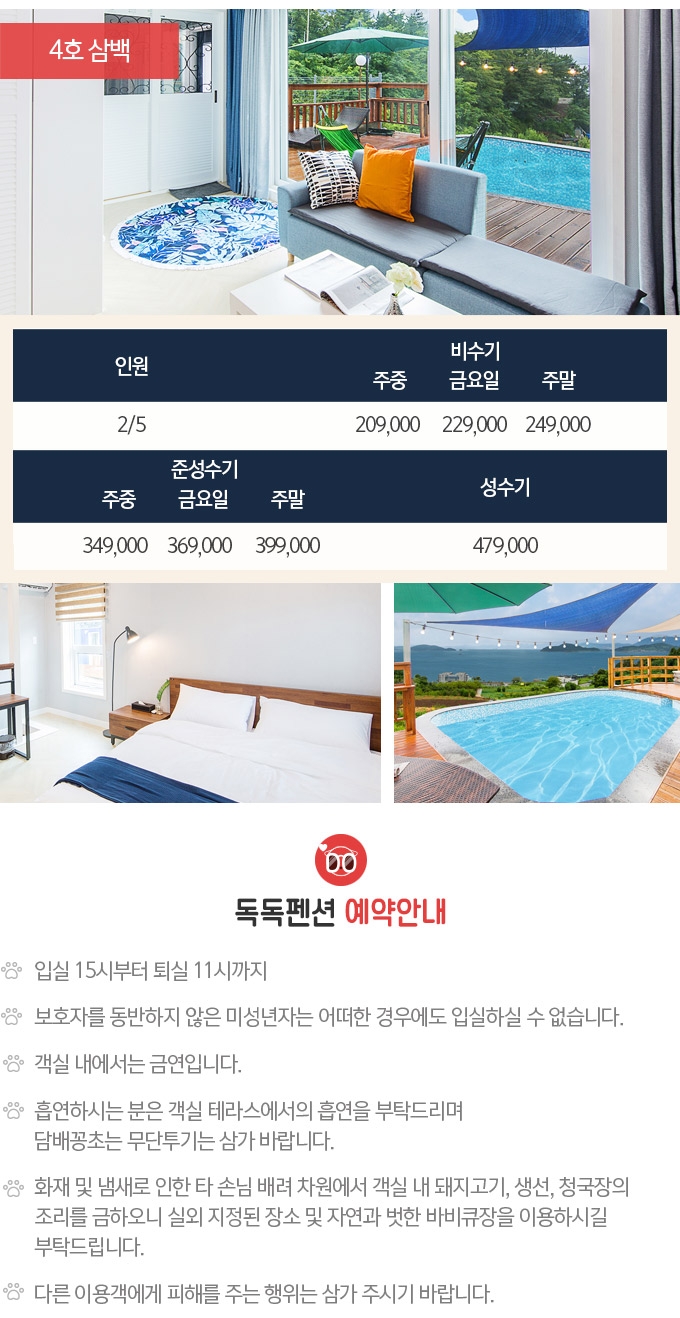 4호 삼백
인원
비수기
주중 금요일 주말
2/5
209,000 229,000 249,000
준성수기
주중 금요일 주말
성수기
349,000 369,000 399,000
479,000
DO
독독펜션 예약안내
입실 15시부터 퇴실 11시까지
보호자를 동반하지 않은 미성년자는 어떠한 경우에도 입실하실 수 없습니다.
객실 내에서는 금연입니다.
흡연하시는 분은 객실 테라스에서의 흡연을 부탁드리며
담배꽁초는 무단투기는 삼가 바랍니다.
화재 및 냄새로 인한 타 손님 배려 차원에서 객실 내 돼지고기, 생선, 청국장의
조리를 금하오니 실외 지정된 장소 및 자연과 벗한 바비큐장을 이용하시길
부탁드립니다.
다른 이용객에게 피해를 주는 행위는 삼가 주시기 바랍니다.